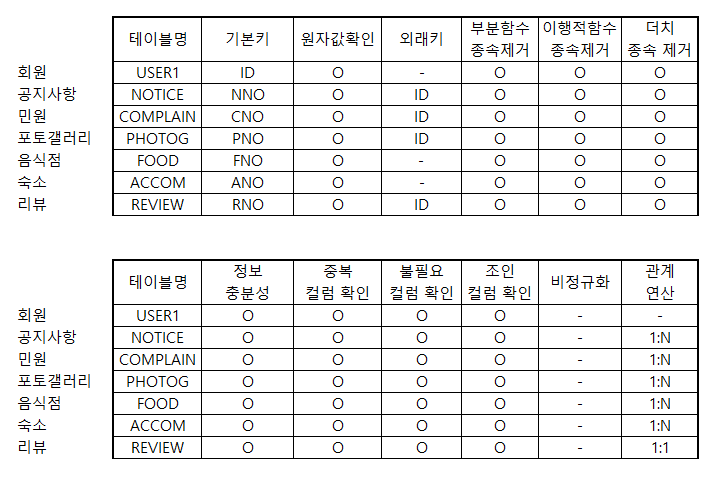 테이블명 기본키 원자값확인 외래키 부분함수 종속제거 이행적함수 종속제거 더치 종속 제거
회원 USER1 ID O - O O O
공지사항 NOTICE NNO O ID O O O
민원 COMPLAIN CNO O ID O O O
포토갤러리 PHOTOG PNO O ID O O O
음식점 FOOD FNO O - O O O
숙소 ACCOM ANO O - O O O
리뷰 REVIEW RNO O ID O O O
테이블명 정보 충분성 중복 컬럼 확인 불필요 컬럼 확인 조인 컬럼 확인 비정규화 관계 연산
회원 USER1 O O O O - -
공지사항 NOTICE O O O O - 1:N
민원 COMPLAIN O O O O - 1:N
포토갤러리 PHOTOG O O O O - 1:N
음식점 FOOD O O O O - 1:N
숙소 ACCOM O O O O - 1:N
리뷰 REVIEW O O O O - 1:1